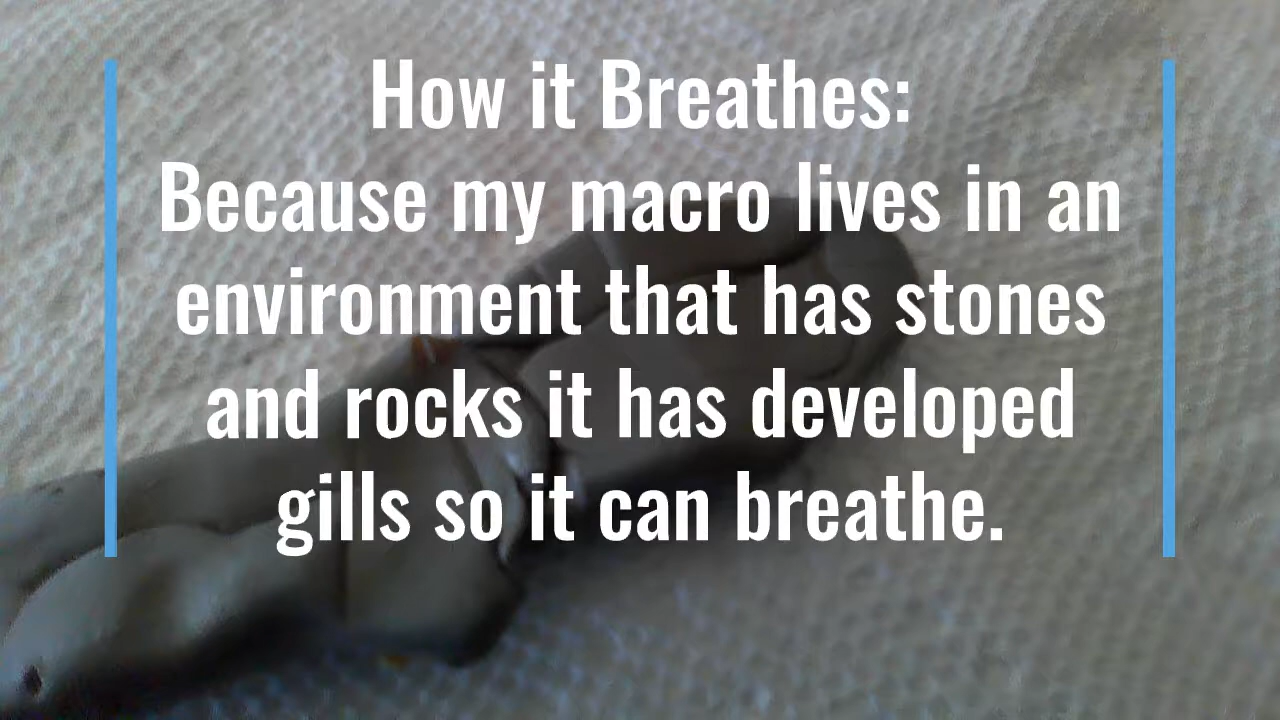 How it Breathes:
Because my macro lives in an
environment that has stones
and rocks it has developed
gills so it can breathe.